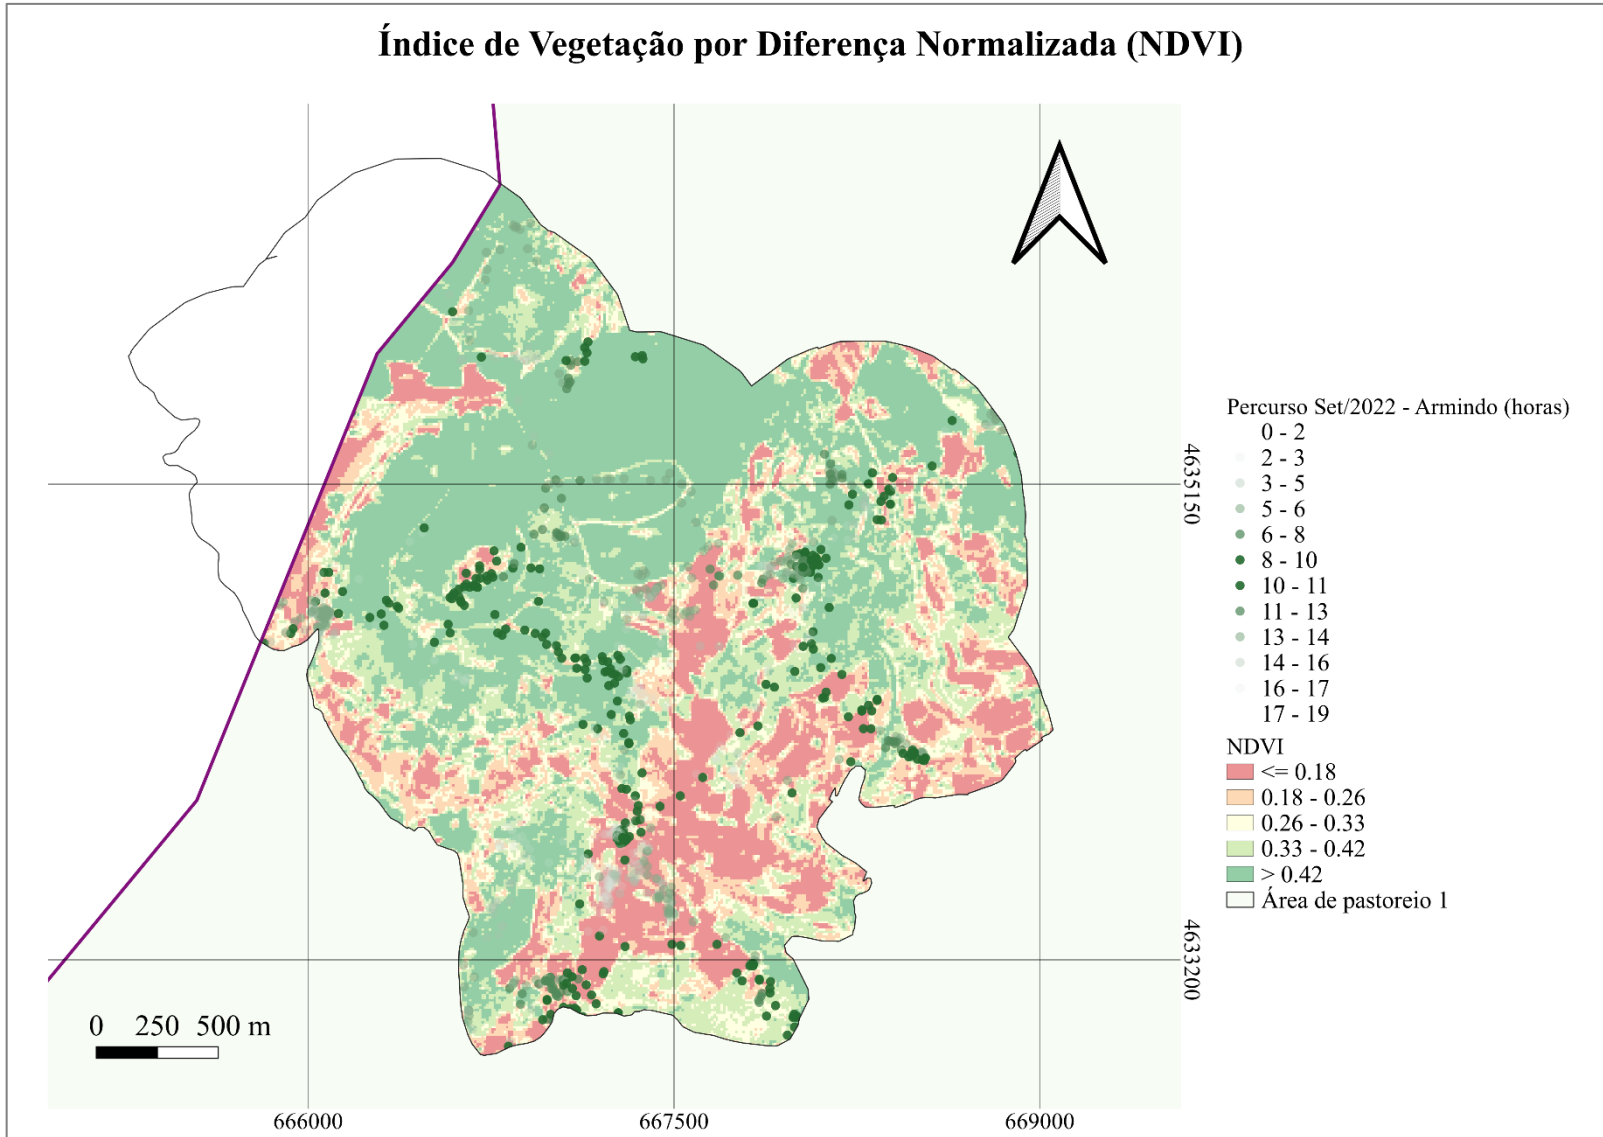 Índice de Vegetação por Diferença Normalizada (NDVI)
Percurso Set/2022 - Armindo (horas)
0 - 2
2 - 3
3 - 5
5 - 6
6 - 8
8 - 10
10 - 11
11 - 13
13 - 14
14 - 16
16 - 17
17 - 19
NDVI
<= 0.18
0.18 - 0.26
0.26 - 0.33
0.33 - 0.42
> 0.42
Área de pastoreio 1
4635150
4633200
0 250 500 m
666000 667500 669000